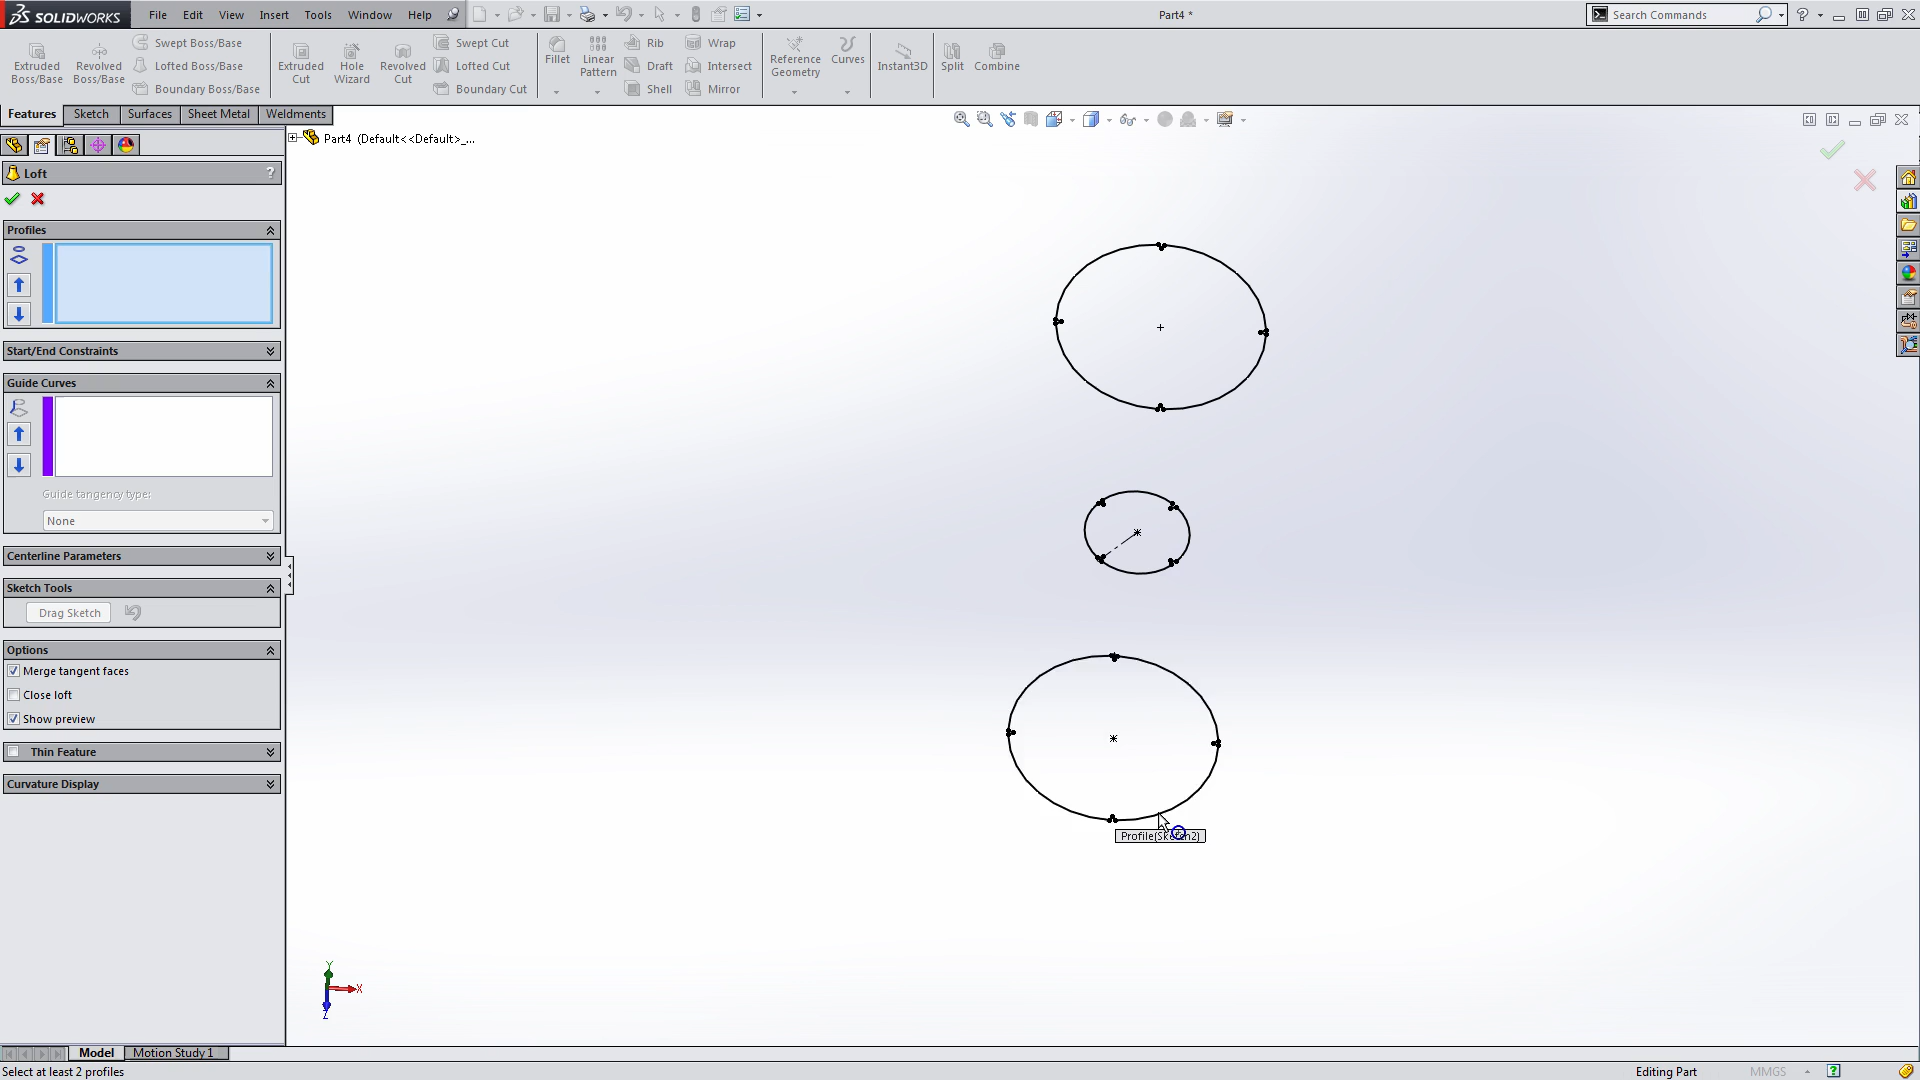 SOLIDWORKS
File Edit View Insert Tools Window Help
Part4 *
Search Commands
Extruded Boss/Base
Revolved Boss/Base
Swept Boss/Base
Lofted Boss/Base
Boundary Boss/Base
Extruded Cut
Hole Wizard
Revolved Cut
Swept Cut
Lofted Cut
Boundary Cut
Fillet
Linear Pattern
Rib
Draft
Shell
Wrap
Intersect
Mirror
Reference Geometry
Curves
Instant3D
Split
Combine
Features Sketch Surfaces Sheet Metal Weldments
Part4 (Default<<Default>_...
Loft ?
Profiles
Start/End Constraints
Guide Curves
Guide tangency type:
None
Centerline Parameters
Sketch Tools
Drag Sketch
Options
Merge tangent faces
Close loft
Show preview
Thin Feature
Curvature Display
Profile(Sketch2)
Y
X
Z
Model Motion Study 1
Select at least 2 profiles
Editing Part MMGS ?